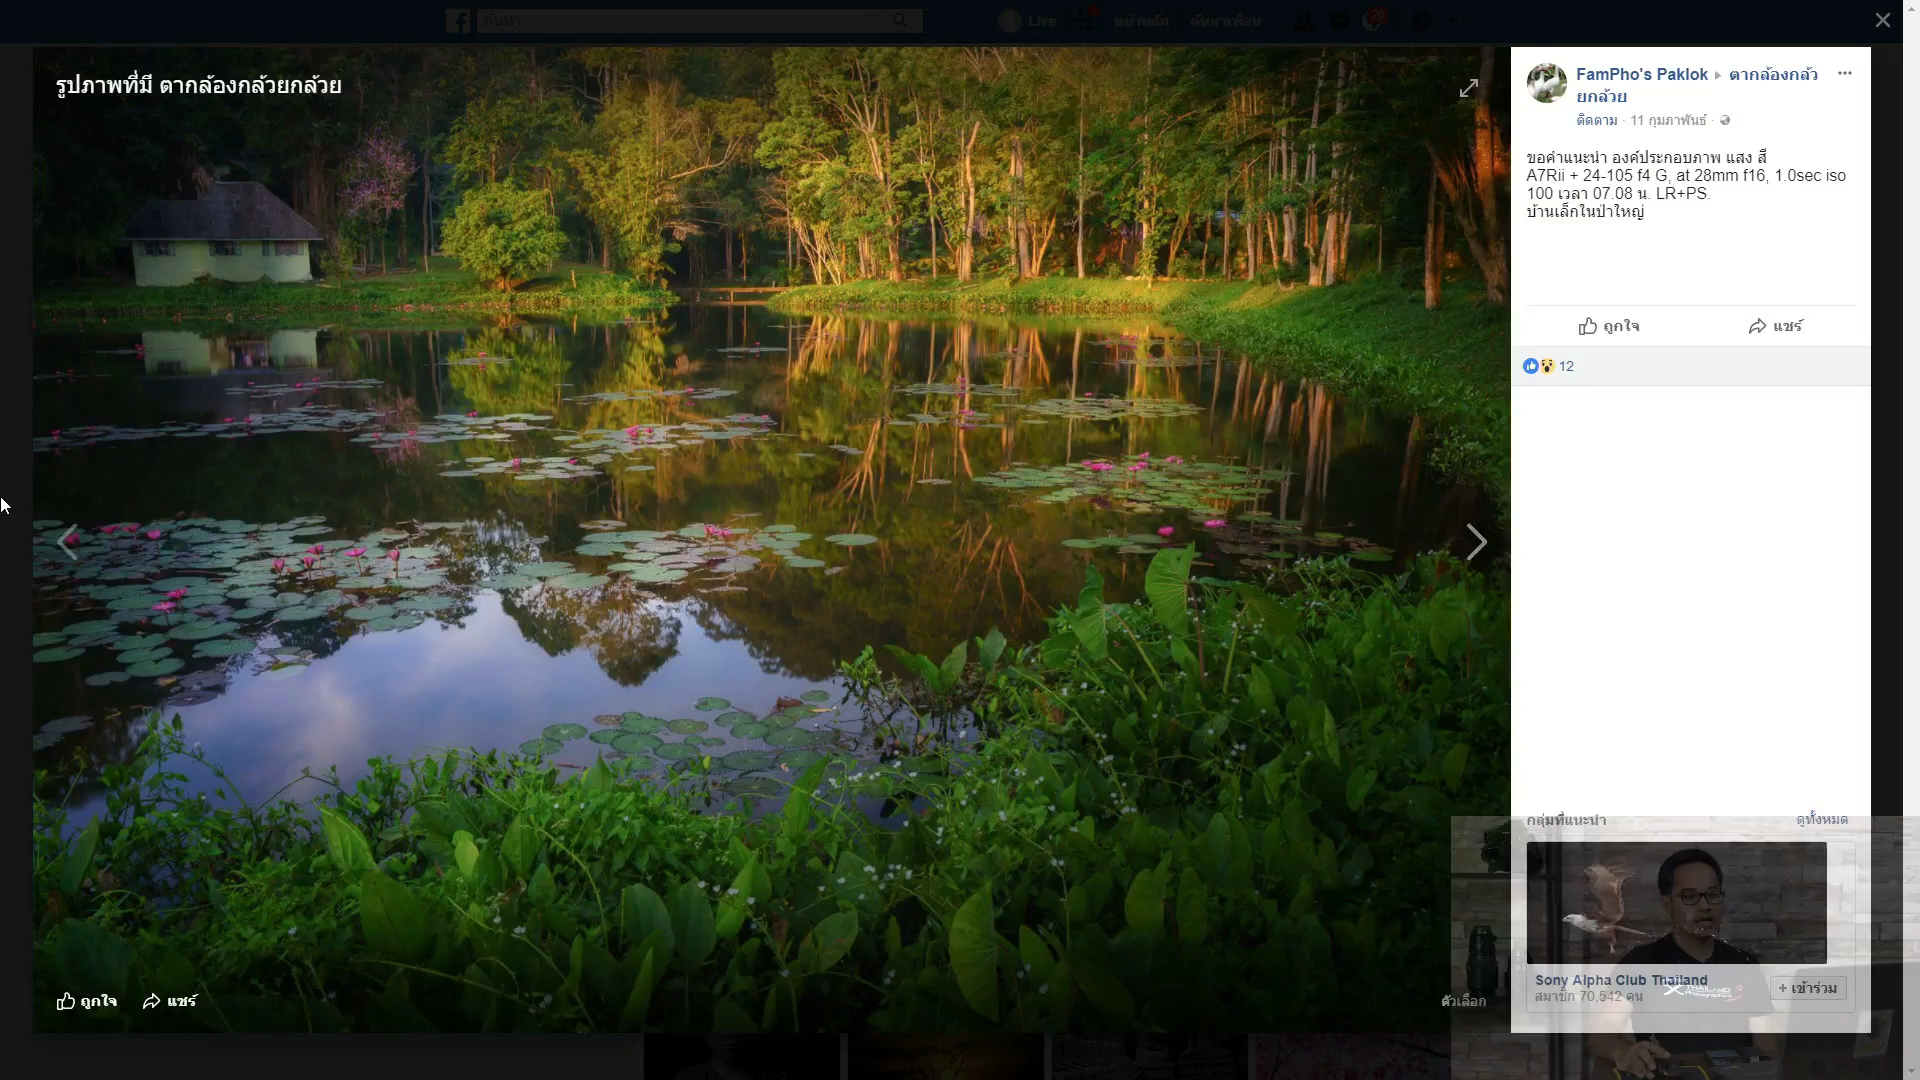 ค้นหา
Live
หน้าหลัก
ค้นหาเพื่อน
20
รูปภาพที่มี ตากล้องกล้วยกล้วย
FamPho's Paklok ▸ ตากล้องกล้ว
ยกล้วย
ติดตาม · 11 กุมภาพันธ์ ·
ขอคำแนะนำ องค์ประกอบภาพ แสง สี
A7Rii + 24-105 f4 G, at 28mm f16, 1.0sec iso
100 เวลา 07.08 น. LR+PS.
บ้านเล็กในป่าใหญ่
ถูกใจ
แชร์
12
กลุ่มที่แนะนำ
ดูทั้งหมด
Sony Alpha Club Thailand
สมาชิก 70,542 คน
+ เข้าร่วม
ถูกใจ
แชร์
ตัวเลือก